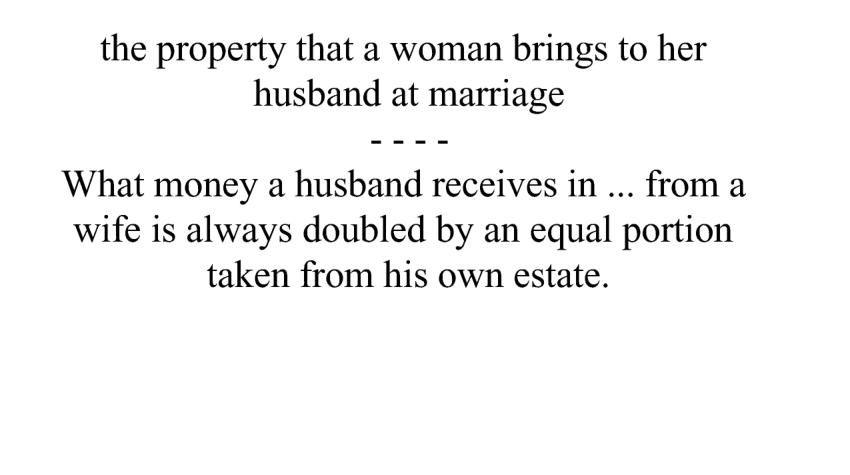 the property that a woman brings to her
husband at marriage
- - - -
What money a husband receives in ... from a
wife is always doubled by an equal portion
taken from his own estate.